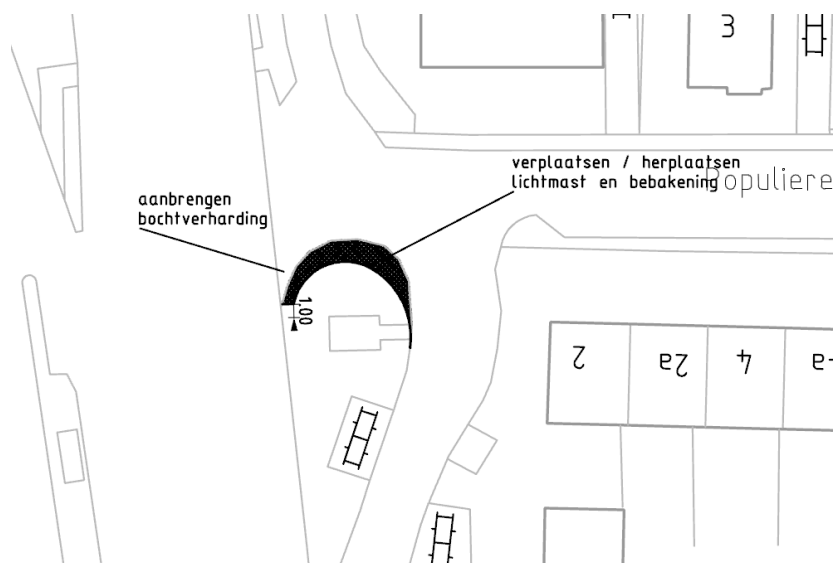 3
verplaatsen / herplaatsen
lichtmast en bebakening
Populiere
aanbrengen
bochtverharding
1.00
2
2a
4